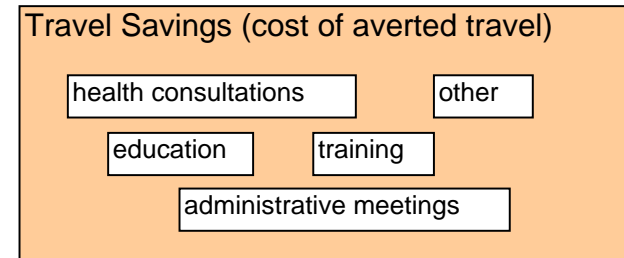 Travel Savings (cost of averted travel)
health consultations
other
education
training
administrative meetings